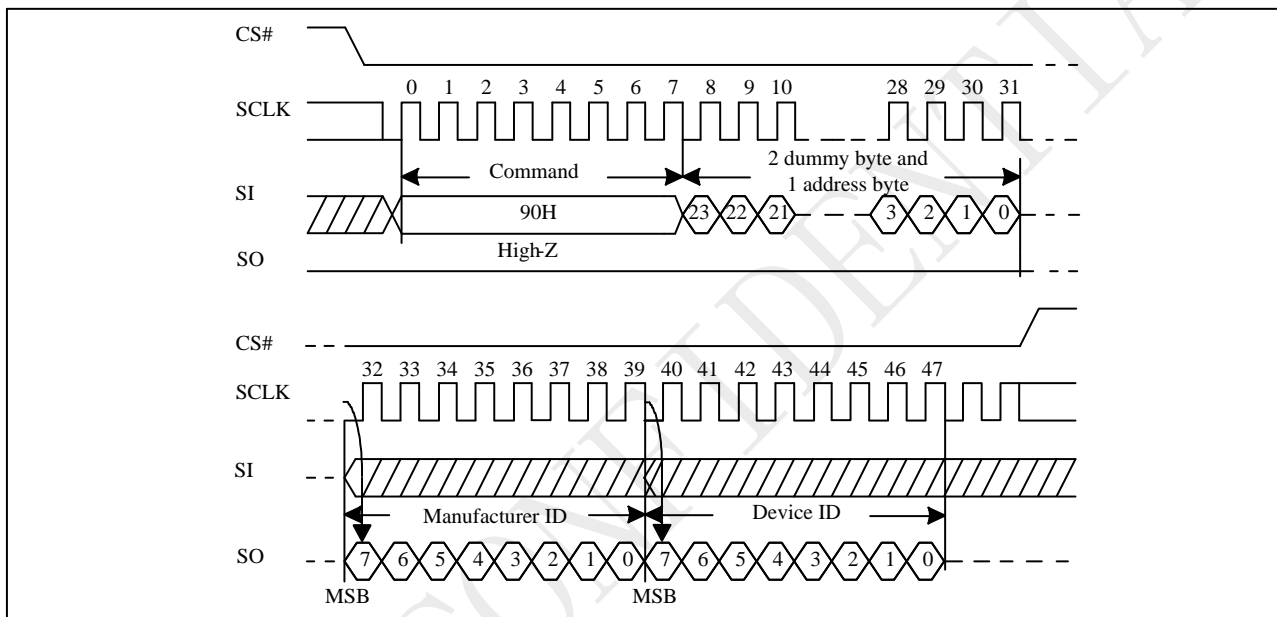 CS#
0 1 2 3 4 5 6 7 8 9 10 28 29 30 31
SCLK
Command
2 dummy byte and
1 address byte
SI
90H
23 22 21 3 2 1 0
High-Z
SO
CS#
32 33 34 35 36 37 38 39 40 41 42 43 44 45 46 47
SCLK
SI
Manufacturer ID
Device ID
SO
7 6 5 4 3 2 1 0 7 6 5 4 3 2 1 0
MSB MSB
CONFIDENTIA